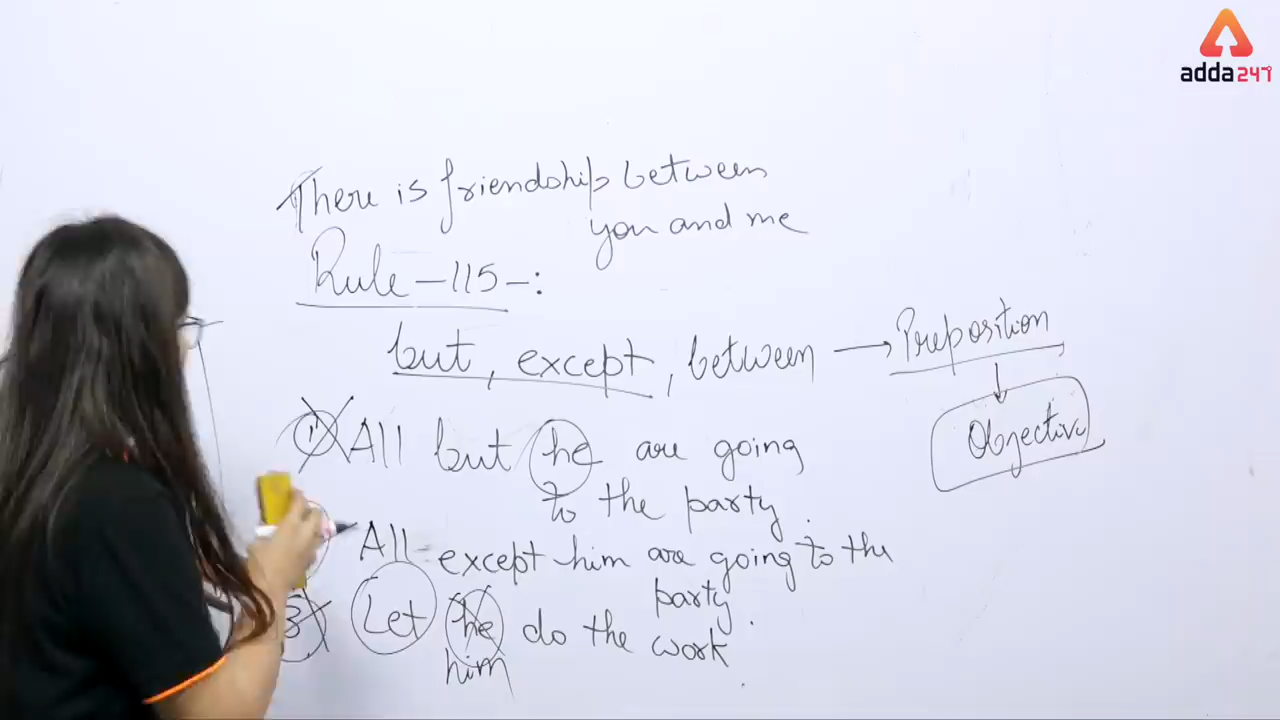 adda247
There is friendship between
you and me
Rule-115-:
but, except, between → Preposition
↓
Objective
① All but he are going
to the party
All except him are going to the
party
3 Let he do the work.
him